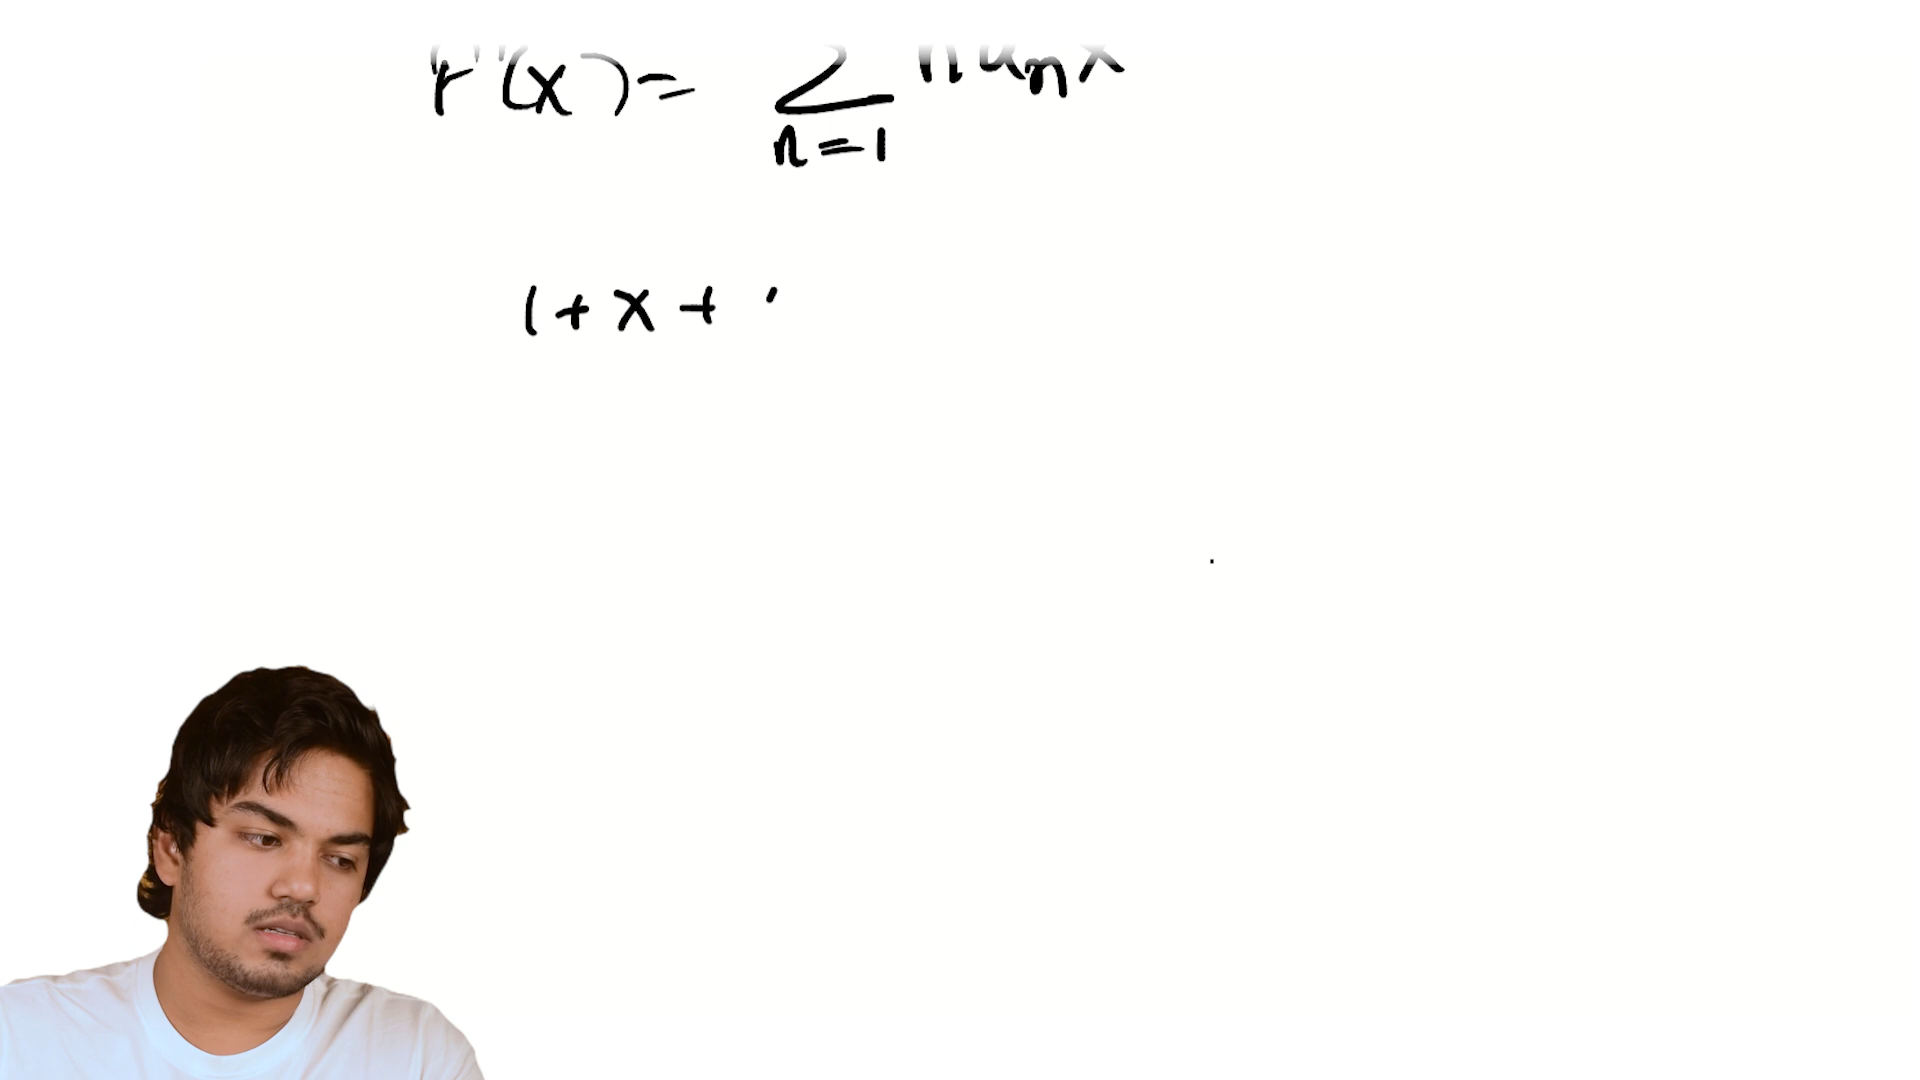 F'(x) = ∑ n aₙ x
n=1
1 + x +